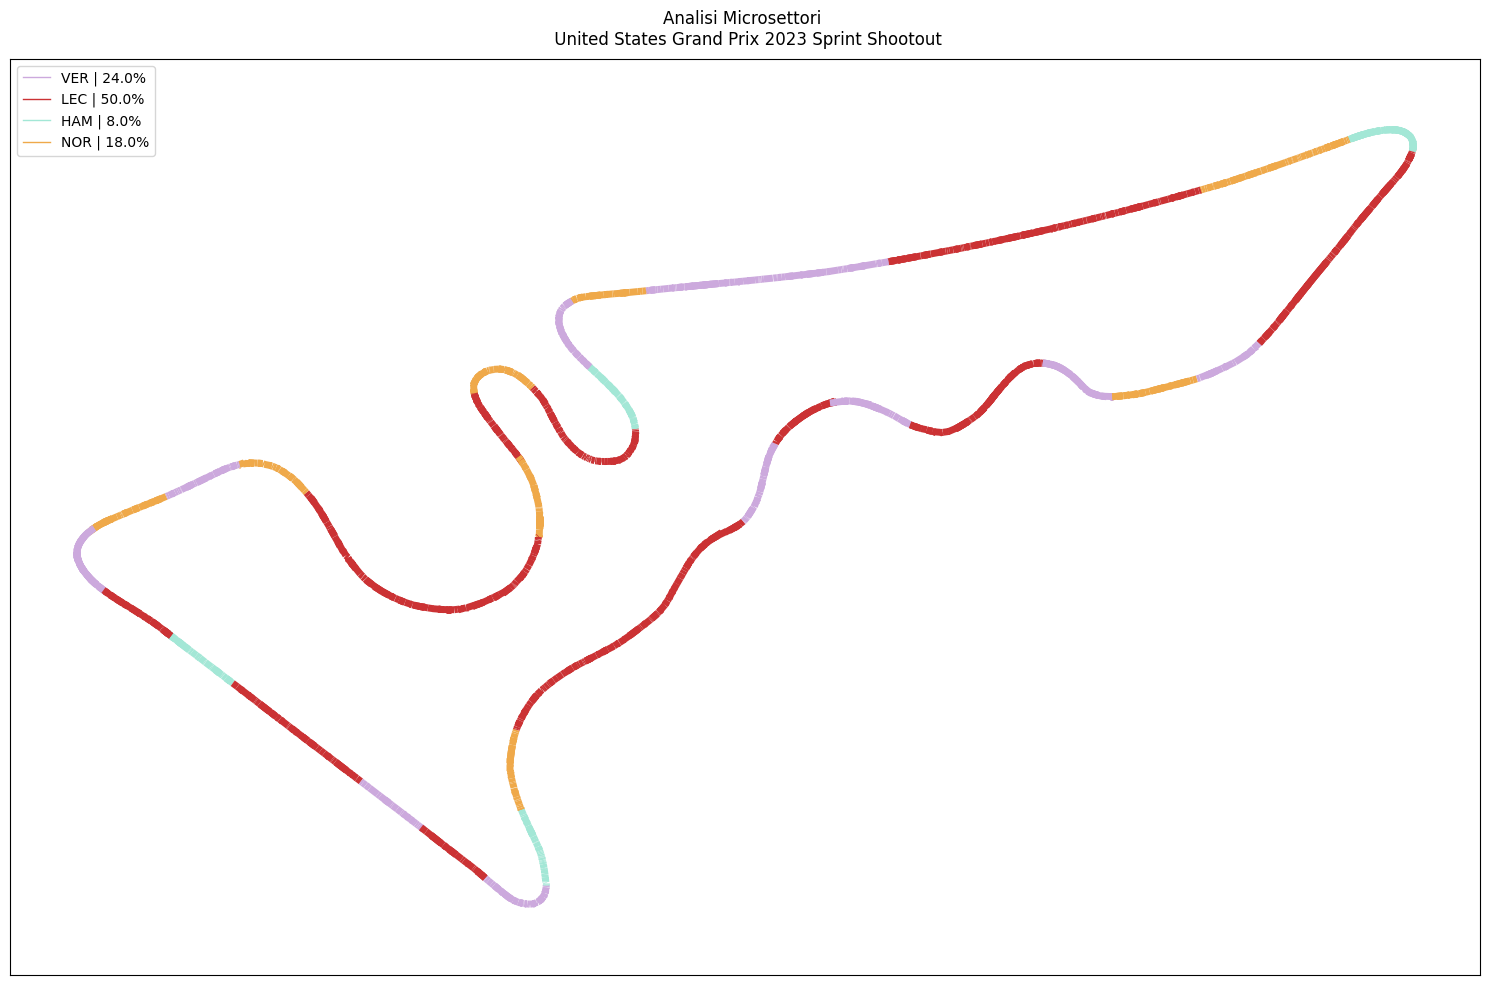 Analisi Microsettori
United States Grand Prix 2023 Sprint Shootout
VER | 24.0%
LEC | 50.0%
HAM | 8.0%
NOR | 18.0%